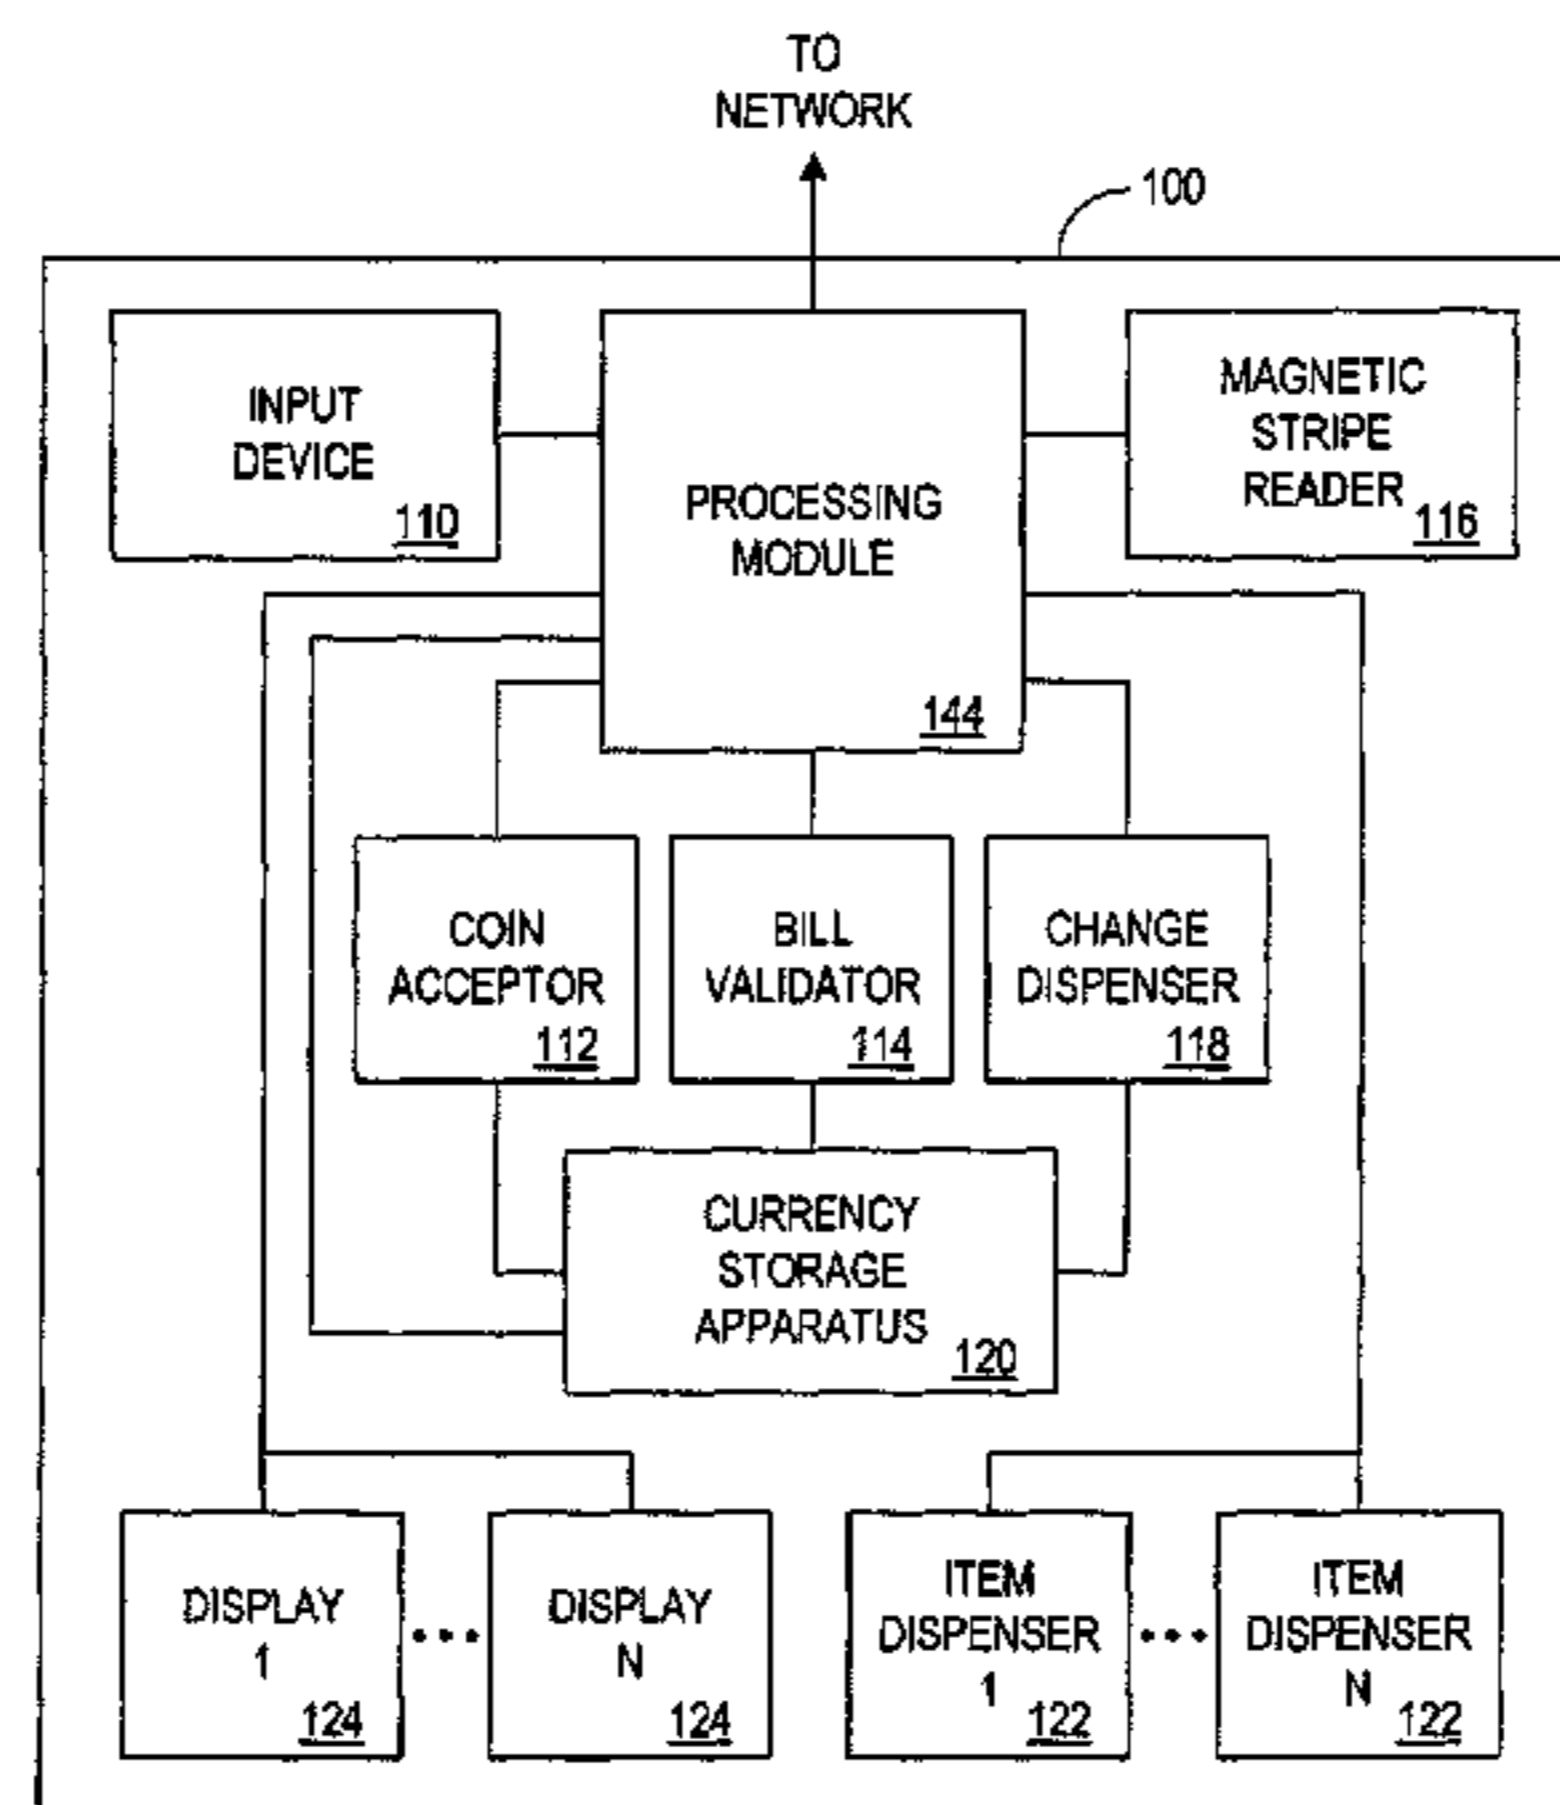 TO
NETWORK
100
INPUT
DEVICE
110
PROCESSING
MODULE
144
MAGNETIC
STRIPE
READER
116
COIN
ACCEPTOR
112
BILL
VALIDATOR
114
CHANGE
DISPENSER
118
CURRENCY
STORAGE
APPARATUS
120
DISPLAY
1
124
•••
DISPLAY
N
124
ITEM
DISPENSER
1
122
•••
ITEM
DISPENSER
N
122